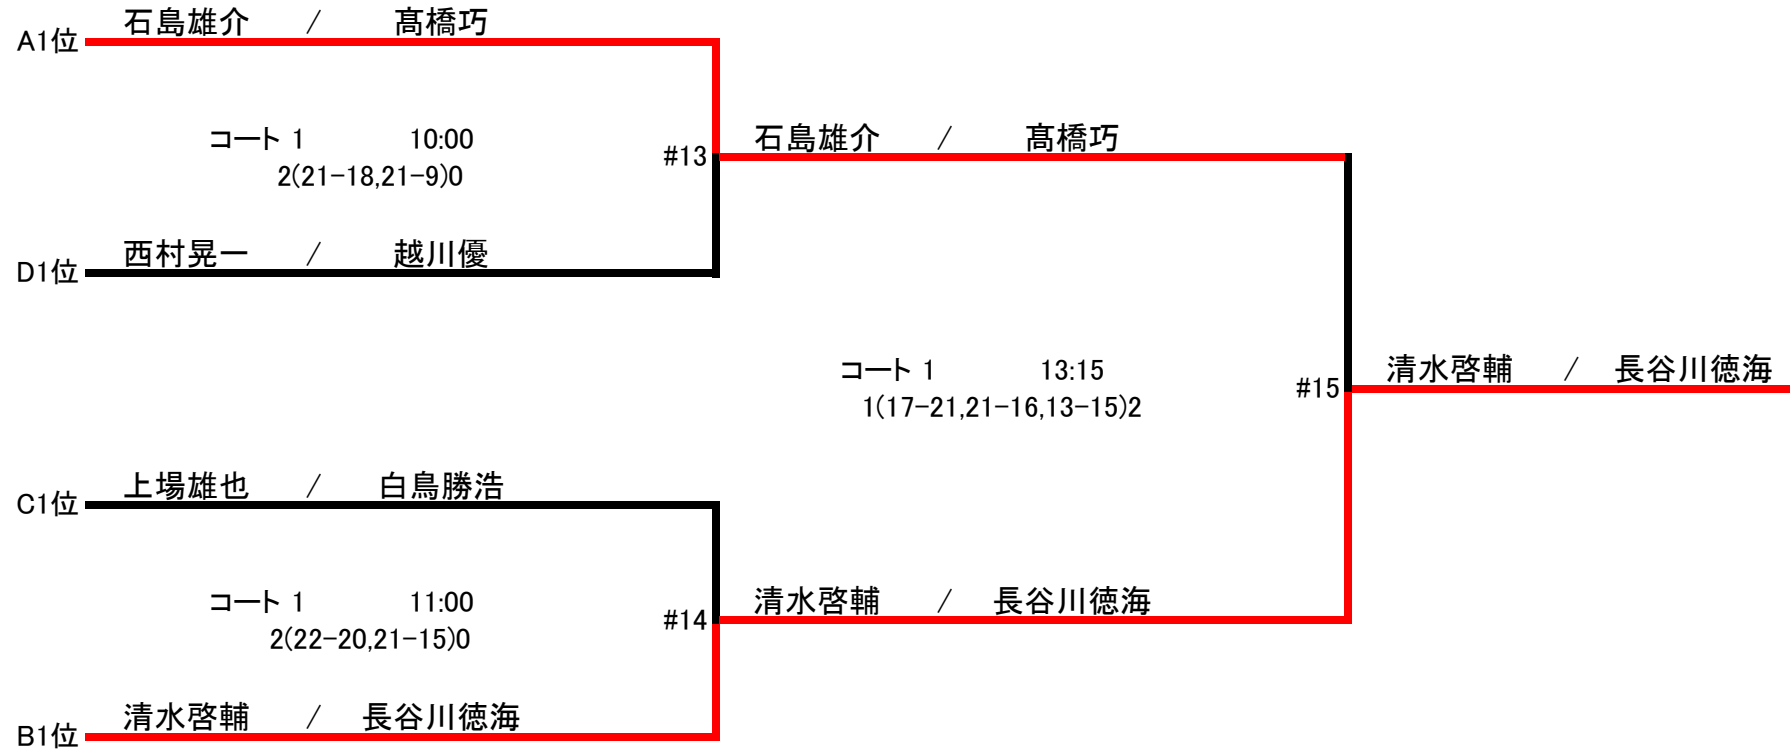 A1位 石島雄介 / 髙橋巧
コート 1 10:00
2(21-18,21-9)0
#13
石島雄介 / 髙橋巧
D1位 西村晃一 / 越川優
コート 1 13:15
1(17-21,21-16,13-15)2
#15
清水啓輔 / 長谷川徳海
C1位 上場雄也 / 白鳥勝浩
コート 1 11:00
2(22-20,21-15)0
#14
清水啓輔 / 長谷川徳海
B1位 清水啓輔 / 長谷川徳海